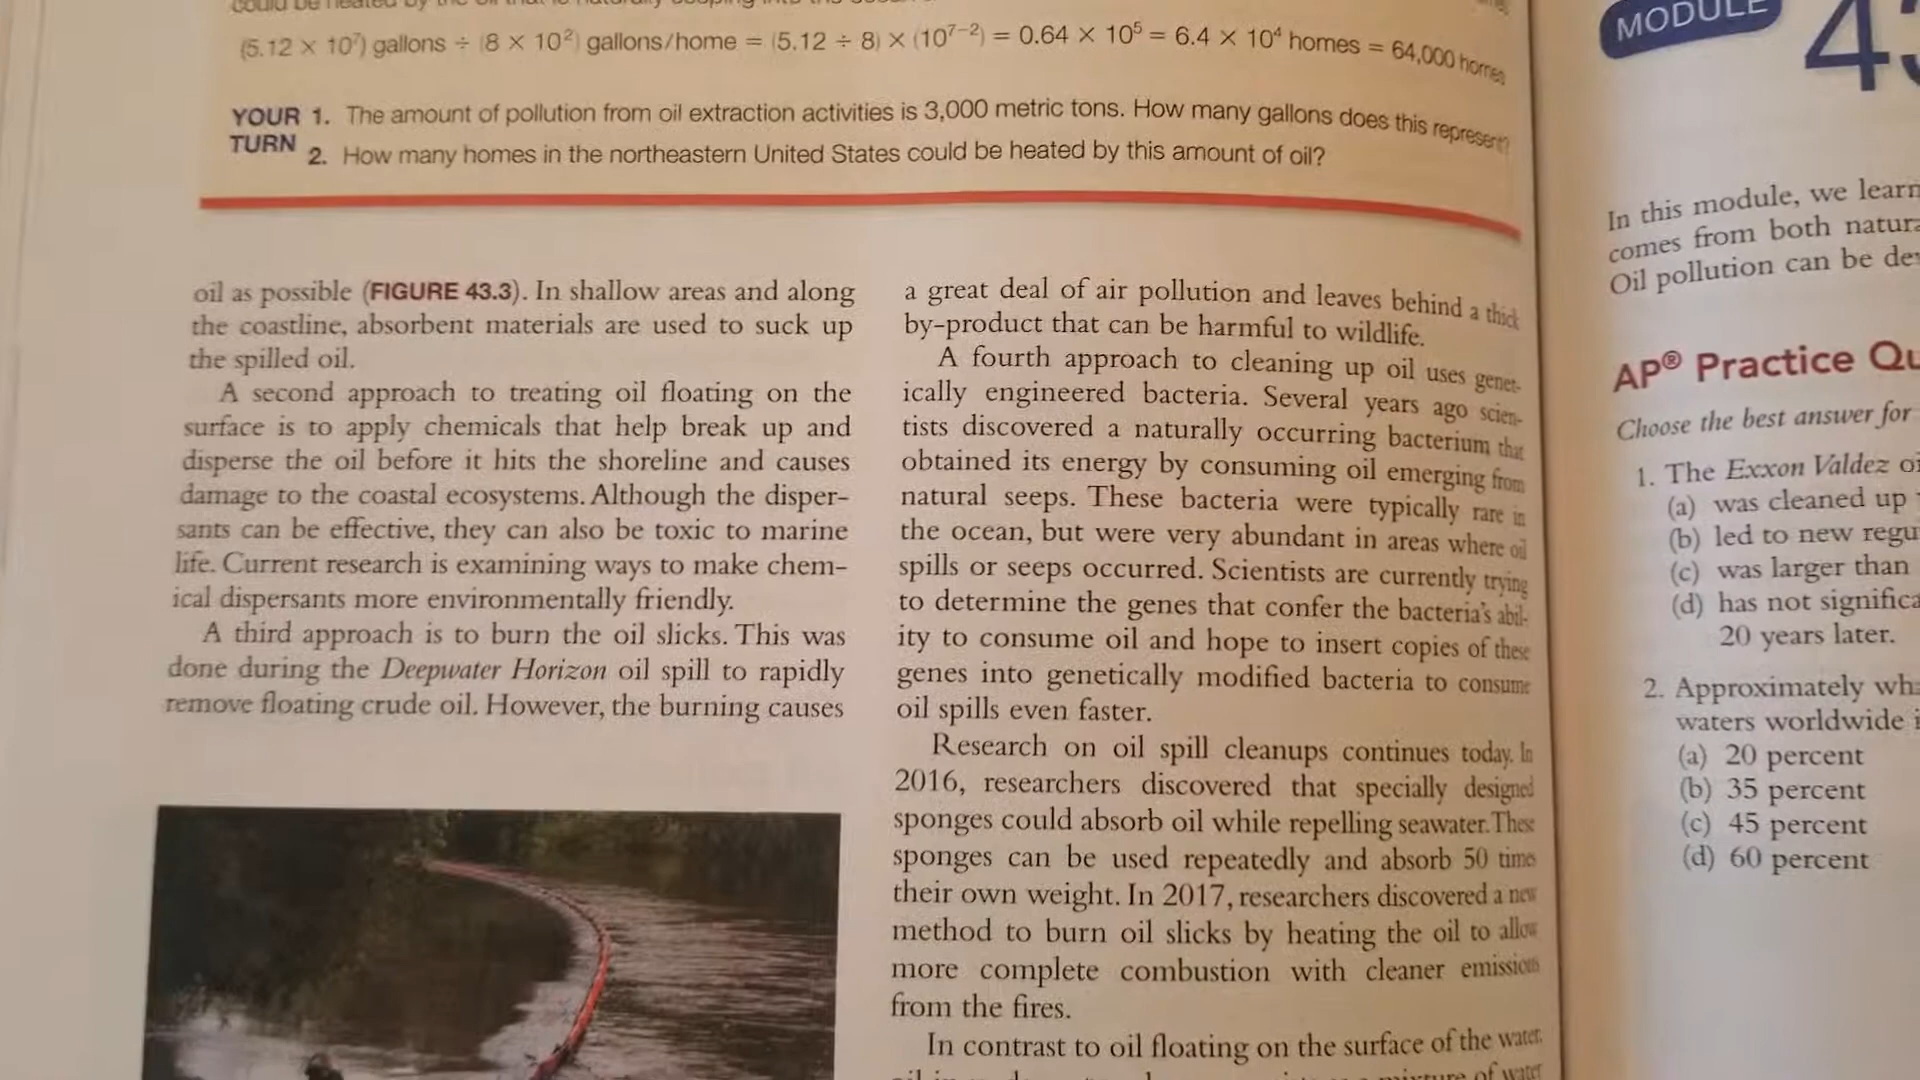 (5.12 × 10⁷) gallons ÷ (8 × 10²) gallons/home = (5.12 ÷ 8) × (10⁷⁻²) = 0.64 × 10⁵ = 6.4 × 10⁴ homes = 64,000 homes
YOUR TURN
1. The amount of pollution from oil extraction activities is 3,000 metric tons. How many gallons does this represent?
2. How many homes in the northeastern United States could be heated by this amount of oil?
oil as possible (FIGURE 43.3). In shallow areas and along
the coastline, absorbent materials are used to suck up
the spilled oil.
A second approach to treating oil floating on the
surface is to apply chemicals that help break up and
disperse the oil before it hits the shoreline and causes
damage to the coastal ecosystems. Although the disper-
sants can be effective, they can also be toxic to marine
life. Current research is examining ways to make chem-
ical dispersants more environmentally friendly.
A third approach is to burn the oil slicks. This was
done during the Deepwater Horizon oil spill to rapidly
remove floating crude oil. However, the burning causes
a great deal of air pollution and leaves behind a thick
by-product that can be harmful to wildlife.
A fourth approach to cleaning up oil uses genet-
ically engineered bacteria. Several years ago scien-
tists discovered a naturally occurring bacterium that
obtained its energy by consuming oil emerging from
natural seeps. These bacteria were typically rare in
the ocean, but were very abundant in areas where oil
spills or seeps occurred. Scientists are currently trying
to determine the genes that confer the bacteria's abil-
ity to consume oil and hope to insert copies of these
genes into genetically modified bacteria to consume
oil spills even faster.
Research on oil spill cleanups continues today. In
2016, researchers discovered that specially designed
sponges could absorb oil while repelling seawater. These
sponges can be used repeatedly and absorb 50 times
their own weight. In 2017, researchers discovered a new
method to burn oil slicks by heating the oil to allow
more complete combustion with cleaner emissions
from the fires.
In contrast to oil floating on the surface of the water,
MODULE
In this module, we learn
comes from both natur
Oil pollution can be de
AP® Practice Qu
Choose the best answer for
1. The Exxon Valdez oi
(a) was cleaned up
(b) led to new regu
(c) was larger than
(d) has not significa
20 years later.
2. Approximately wh
waters worldwide i
(a) 20 percent
(b) 35 percent
(c) 45 percent
(d) 60 percent